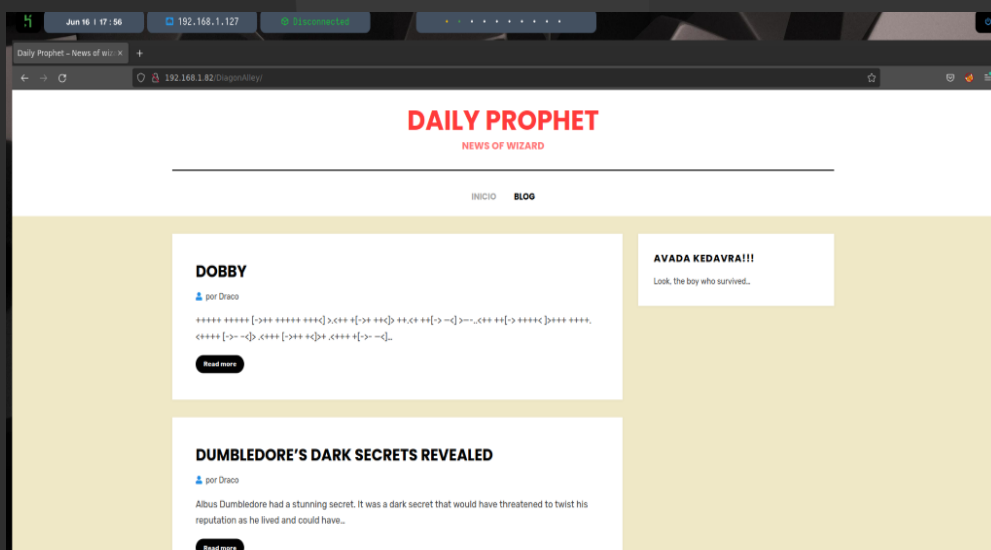 Jun 16 | 17:56
192.168.1.127
Disconnected
Daily Prophet – News of wiz
192.168.1.82/DiagonAlley/
DAILY PROPHET
NEWS OF WIZARD
INICIO BLOG
DOBBY
por Draco
+++++ +++++ [->++ +++++ +++<] >.<++ +[->+ ++<]> ++.<+ ++[-> —<] >—-..<++ ++[-> ++++< ]>+++ ++++.
<++++ [->- –<]> .<+++ [->++ +<]>+ .<+++ +[->- —<]…
Read more
AVADA KEDAVRA!!!
Look, the boy who survived…
DUMBLEDORE’S DARK SECRETS REVEALED
por Draco
Albus Dumbledore had a stunning secret. It was a dark secret that would have threatened to twist his
reputation as he lived and could have…
Read more